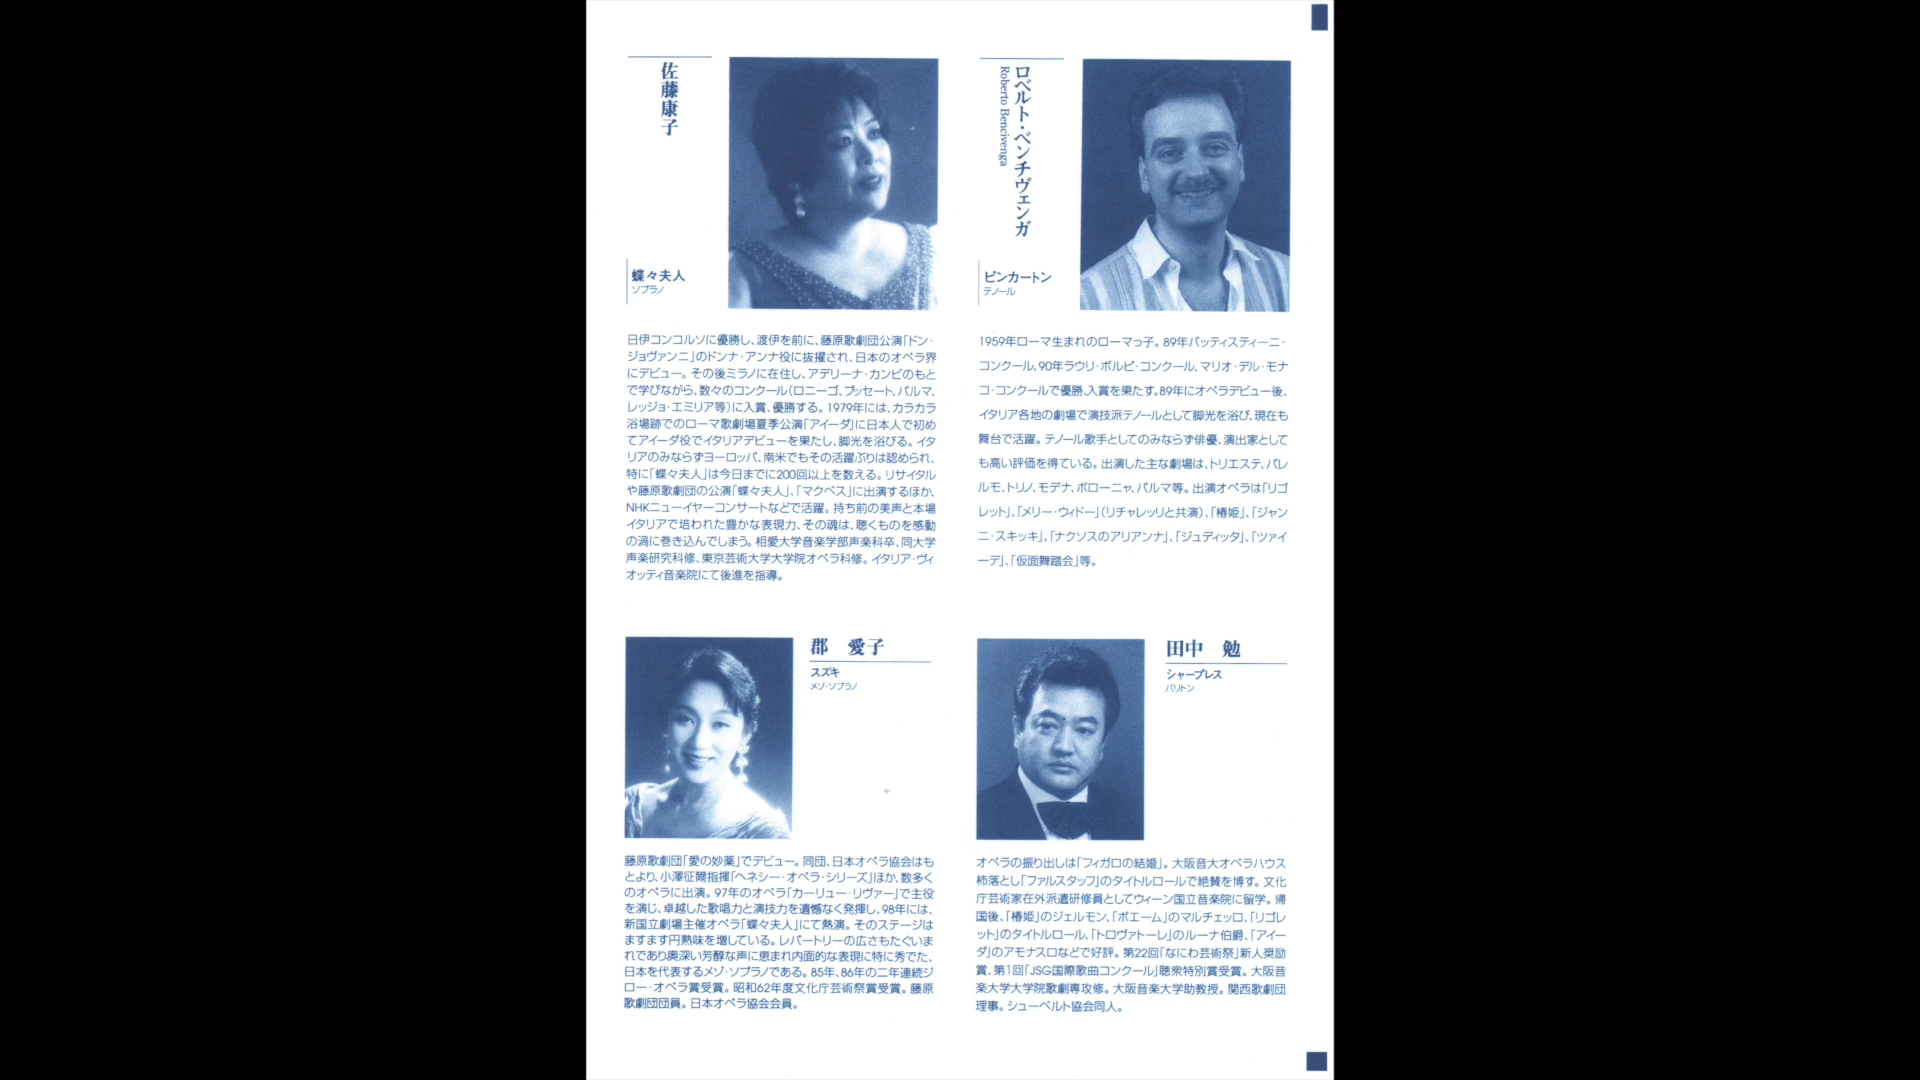 佐藤康子
蝶々夫人
ソプラノ
日伊コンコルソに優勝し、渡伊を前に、藤原歌劇団公演「ドン・
ジョヴァンニ」のドンナ・アンナ役に抜擢され、日本のオペラ界
にデビュー。その後ミラノに在住し、アデリーナ・カンビのもと
で学びながら、数々のコンクール(ロニーゴ、ブッセート、パルマ、
レッジョ・エミリア等)に入賞、優勝する。1979年には、カラカラ
浴場跡でのローマ歌劇場夏季公演「アイーダ」に日本人で初め
てアイーダ役でイタリアデビューを果たし、脚光を浴びる。イタ
リアのみならずヨーロッパ、南米でもその活躍ぶりは認められ、
特に「蝶々夫人」は今日までに200回以上を数える。リサイタル
や藤原歌劇団の公演「蝶々夫人」、「マクベス」に出演するほか、
NHKニューイヤーコンサートなどで活躍。持ち前の美声と本場
イタリアで培われた豊かな表現力、その魂は、聴くものを感動
の渦に巻き込んでしまう。相愛大学音楽学部声楽科卒、同大学
声楽研究科修、東京芸術大学大学院オペラ科修。イタリア・ヴィ
オッティ音楽院にて後進を指導。
ロベルト・ベンチヴェンガ
Roberto Bencivenga
ピンカートン
テノール
1959年ローマ生まれのローマっ子。89年バッティスティーニ・
コンクール、90年ラウリ・ボルピ・コンクール、マリオ・デル・モナ
コ・コンクールで優勝、入賞を果たす。89年にオペラデビュー後、
イタリア各地の劇場で演技派テノールとして脚光を浴び、現在も
舞台で活躍。テノール歌手としてのみならず俳優、演出家として
も高い評価を得ている。出演した主な劇場は、トリエステ、パレ
ルモ、トリノ、モデナ、ボローニャ、パルマ等。出演オペラは「リゴ
レット」、「メリー・ウィドー」(リチャレッリと共演)、「椿姫」、「ジャン
ニ・スキッキ」、「ナクソスのアリアンナ」、「ジュディッタ」、「ツァイ
ーデ」、「仮面舞踏会」等。
郡 愛子
スズキ
メゾ・ソプラノ
藤原歌劇団「愛の妙薬」でデビュー。同団、日本オペラ協会はも
とより、小澤征爾指揮「ヘネシー・オペラ・シリーズ」ほか、数多く
のオペラに出演。97年のオペラ「カーリュー・リヴァー」で主役
を演じ、卓越した歌唱力と演技力を遺憾なく発揮し、98年には、
新国立劇場主催オペラ「蝶々夫人」にて熱演。そのステージは
ますます円熟味を増している。レパートリーの広さもたぐいま
れであり奥深い芳醇な声に恵まれ内面的な表現に特に秀でた、
日本を代表するメゾ・ソプラノである。85年、86年の二年連続ジ
ロー・オペラ賞受賞。昭和62年度文化庁芸術祭賞受賞。藤原
歌劇団団員。日本オペラ協会会員。
田中 勉
シャープレス
バリトン
オペラの振り出しは「フィガロの結婚」。大阪音大オペラハウス
柿落とし「ファルスタッフ」のタイトルロールで絶賛を博す。文化
庁芸術家在外派遣研修員としてウィーン国立音楽院に留学。帰
国後、「椿姫」のジェルモン、「ボエーム」のマルチェッロ、「リゴレ
ット」のタイトルロール、「トロヴァトーレ」のルーナ伯爵、「アイー
ダ」のアモナスロなどで好評。第22回「なにわ芸術祭」新人奨励
賞、第1回「JSG国際歌曲コンクール」聴衆特別賞受賞。大阪音
楽大学大学院歌劇専攻修。大阪音楽大学助教授。関西歌劇団
理事。シューベルト協会同人。